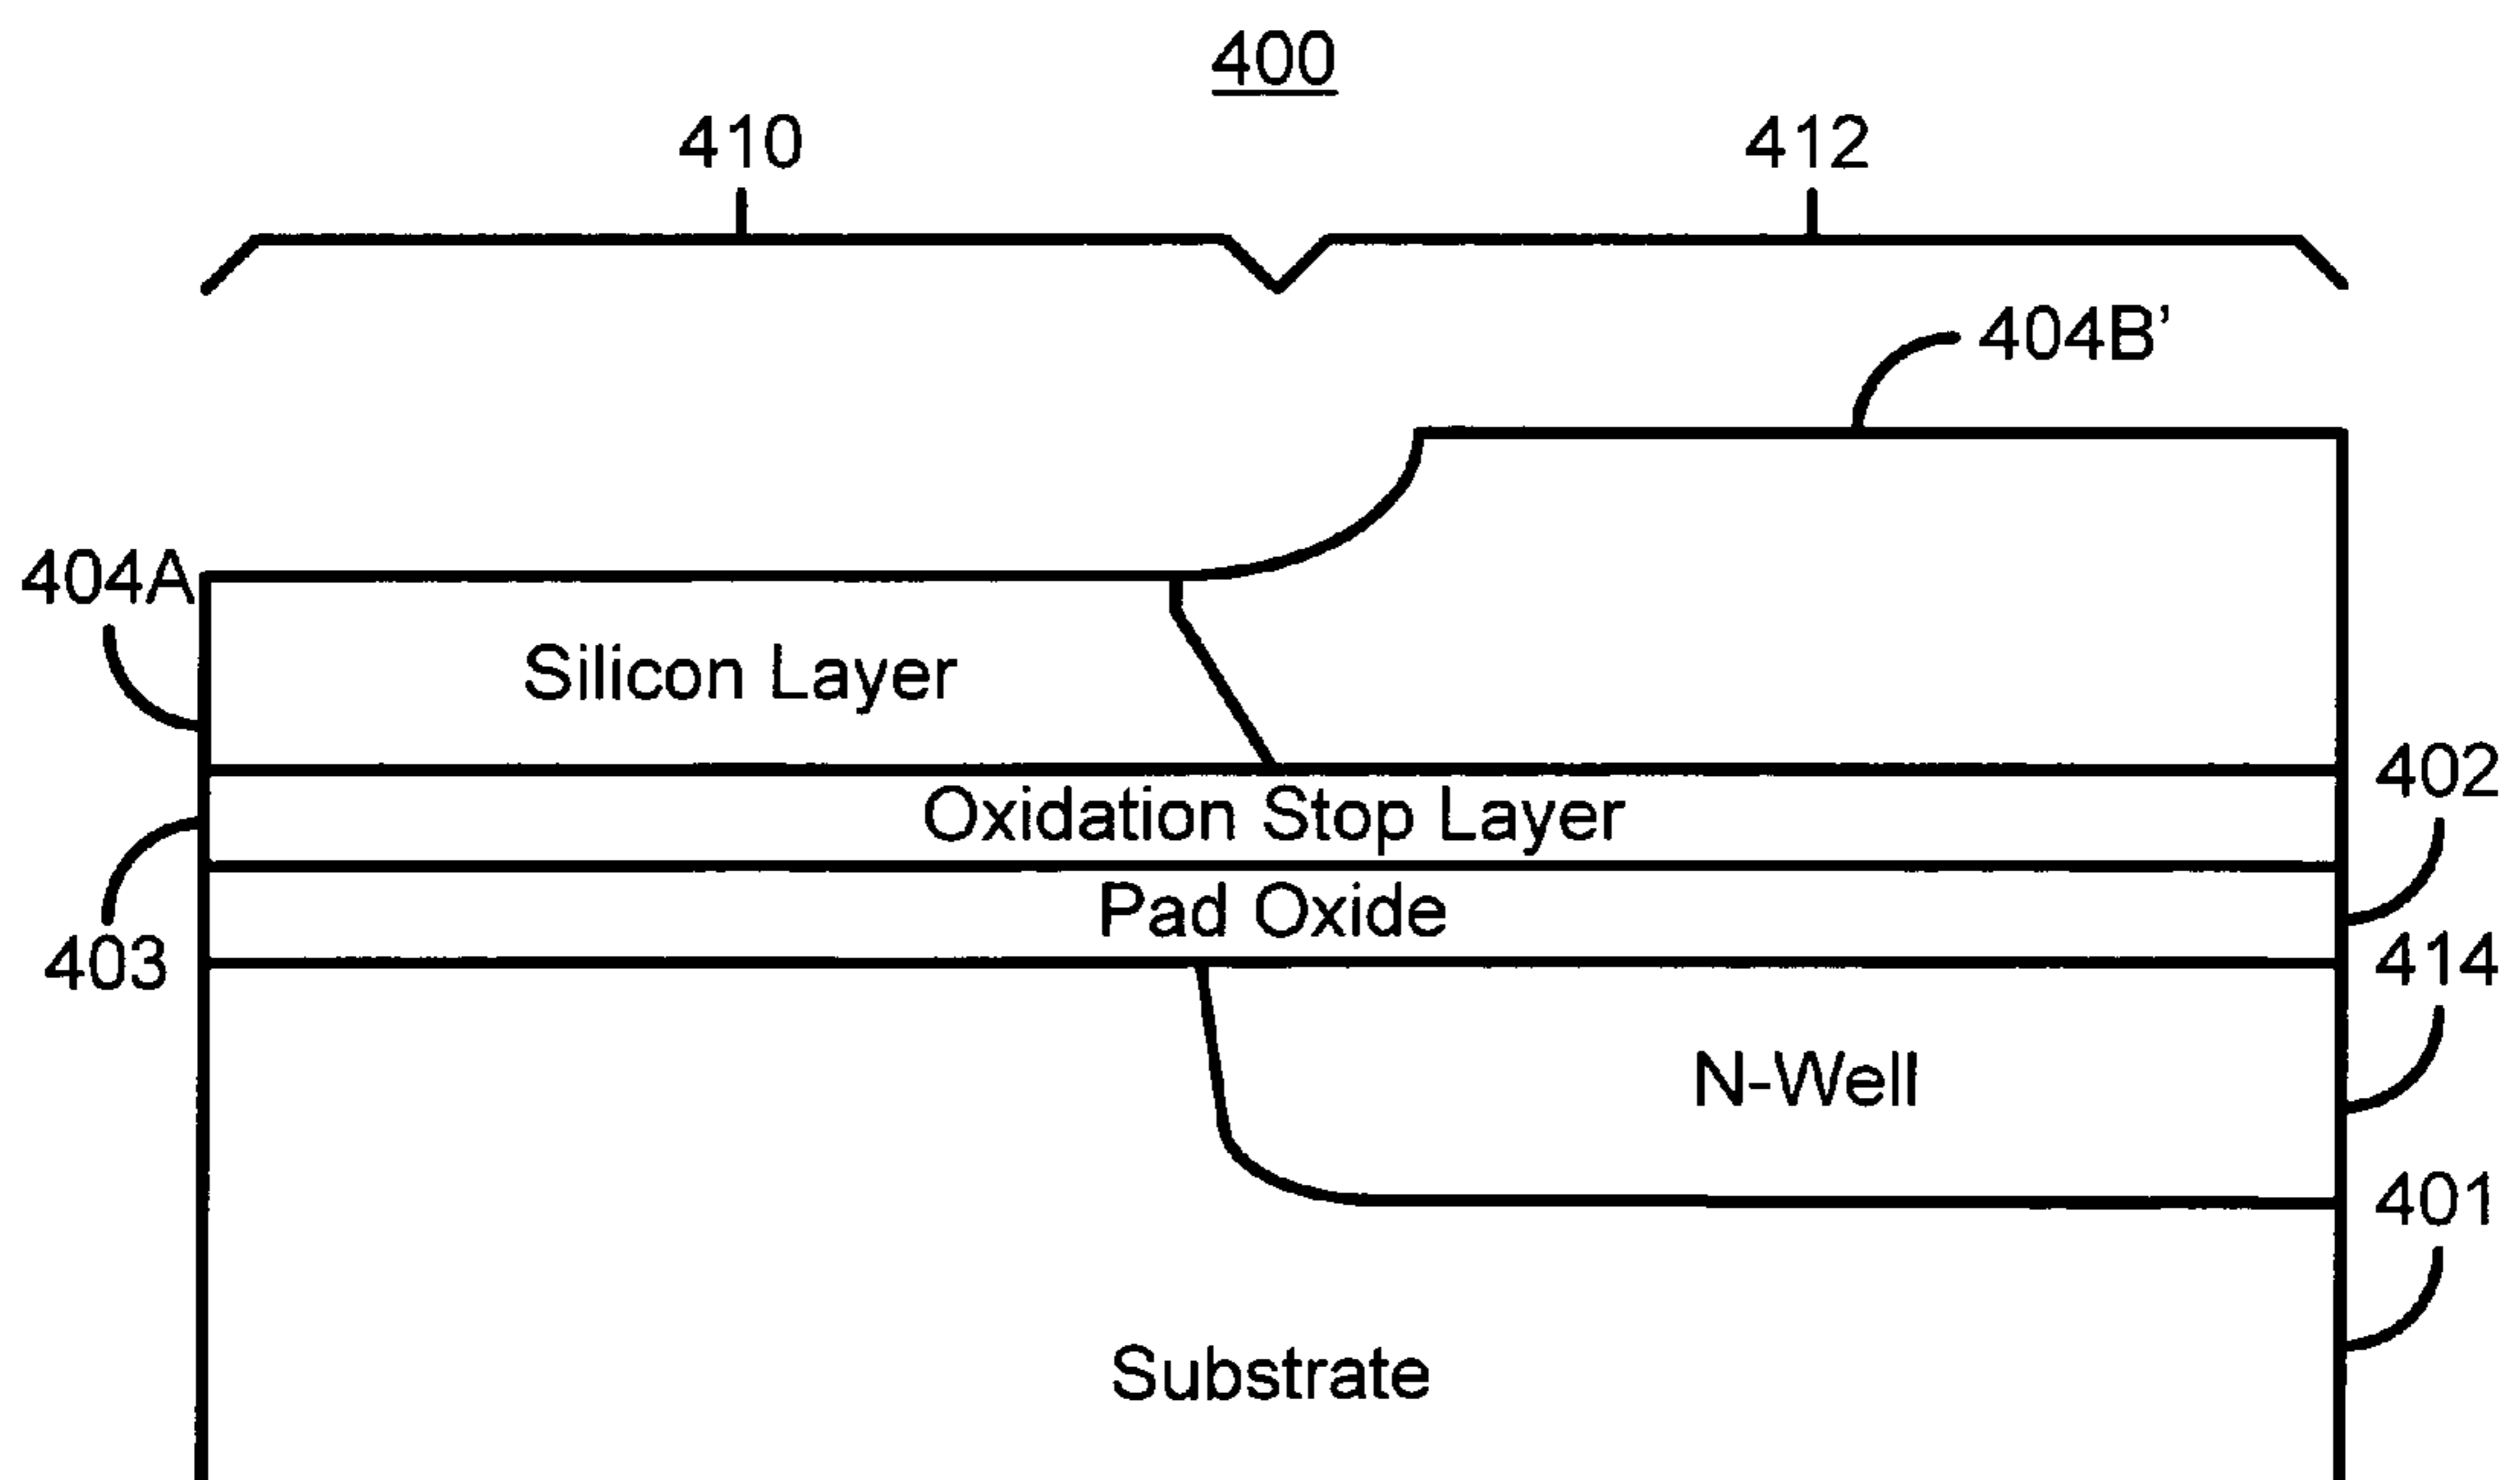 400
410
412
404B’
404A
Silicon Layer
402
Oxidation Stop Layer
Pad Oxide
403
414
N-Well
401
Substrate